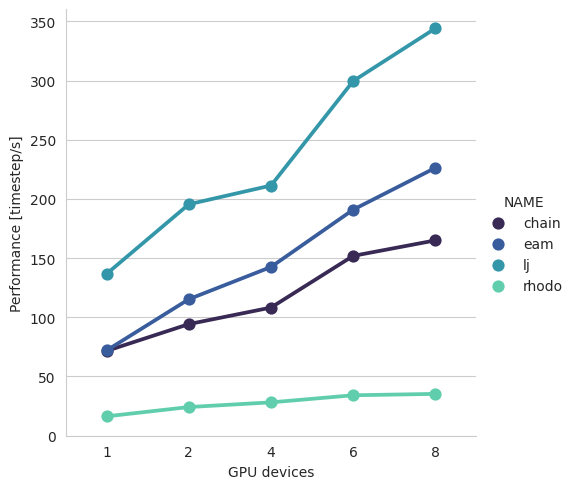 350
300
250
200
150
100
50
0
Performance [timestep/s]
1 2 4 6 8
GPU devices
NAME
chain
eam
lj
rhodo